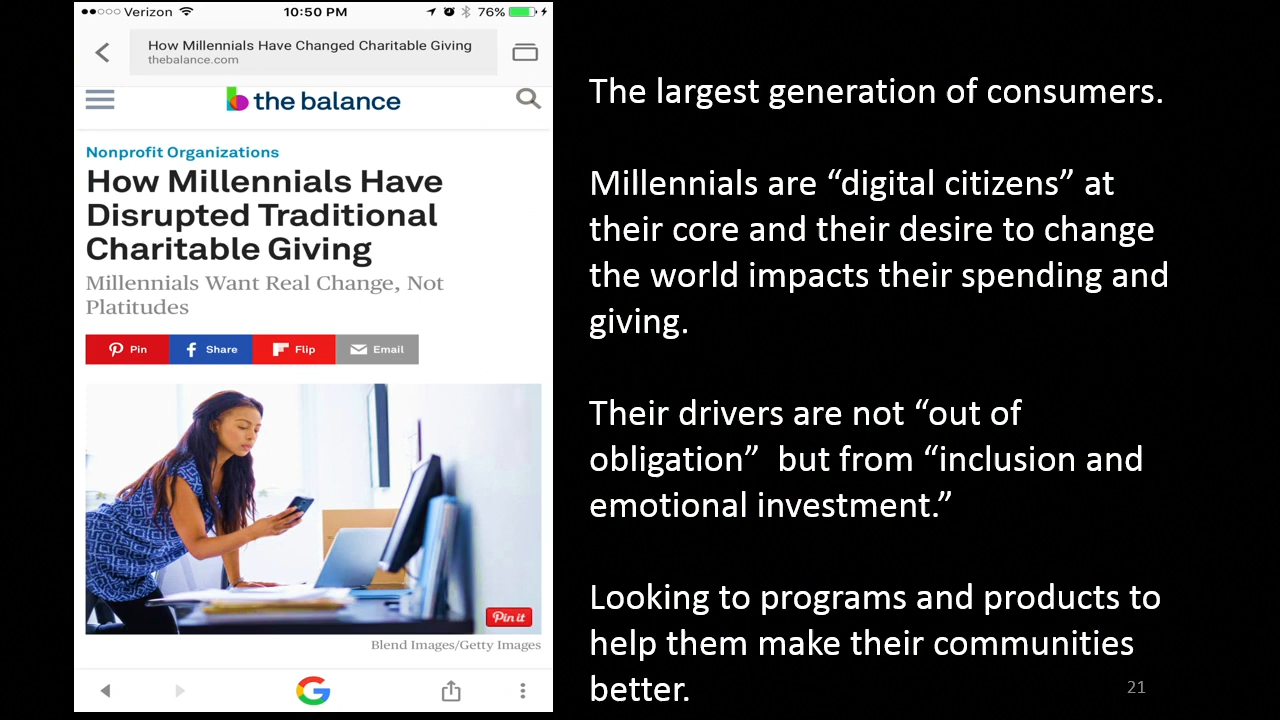 Verizon 10:50 PM 76%
How Millennials Have Changed Charitable Giving
thebalance.com
the balance
Nonprofit Organizations
How Millennials Have
Disrupted Traditional
Charitable Giving
Millennials Want Real Change, Not
Platitudes
Pin Share Flip Email
Pin it
Blend Images/Getty Images
The largest generation of consumers.
Millennials are “digital citizens” at
their core and their desire to change
the world impacts their spending and
giving.
Their drivers are not “out of
obligation”  but from “inclusion and
emotional investment.”
Looking to programs and products to
help them make their communities
better.
21